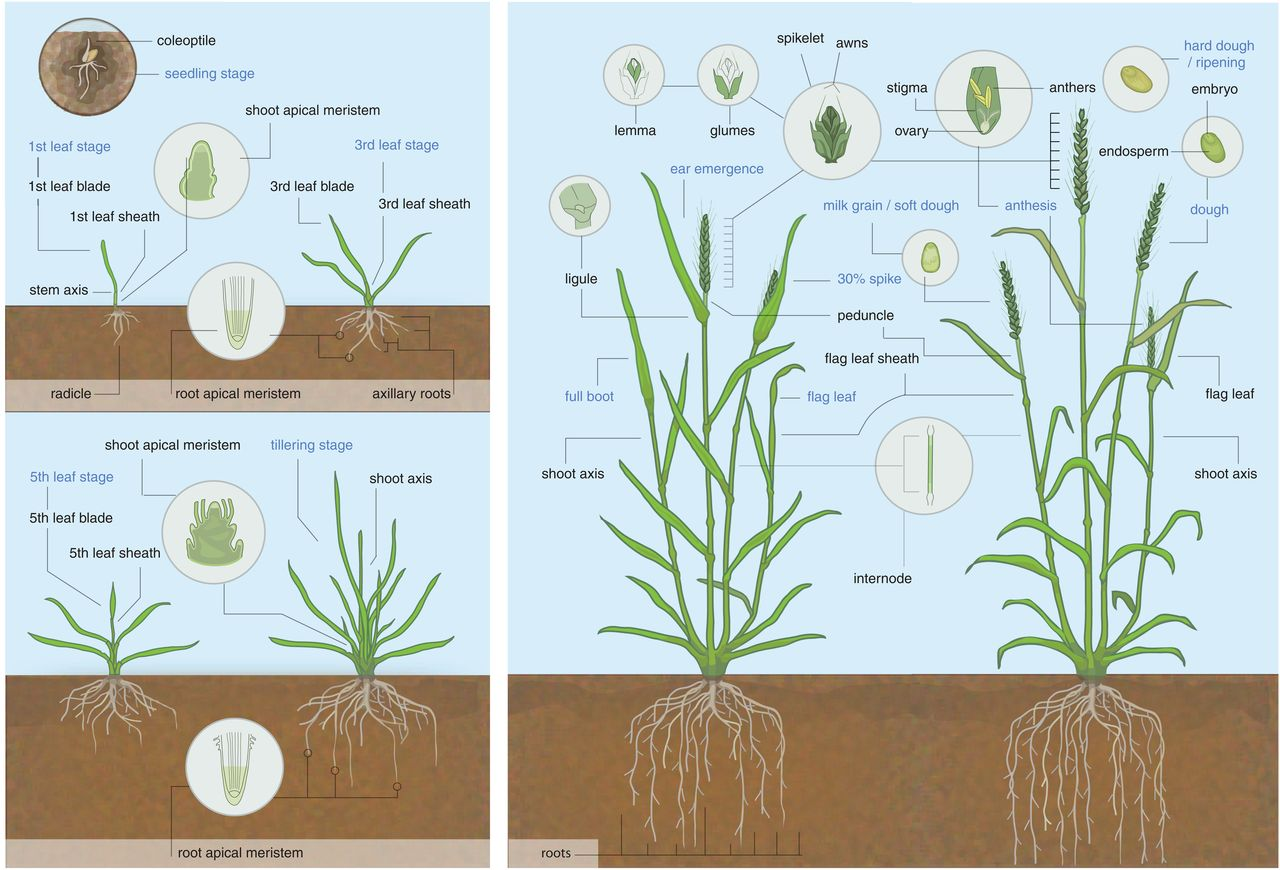 coleoptile
seedling stage
shoot apical meristem
1st leaf stage
3rd leaf stage
1st leaf blade
3rd leaf blade
1st leaf sheath
3rd leaf sheath
stem axis
radicle
root apical meristem
axillary roots
shoot apical meristem
tillering stage
5th leaf stage
shoot axis
5th leaf blade
5th leaf sheath
root apical meristem
spikelet
awns
hard dough
/ ripening
stigma
anthers
embryo
lemma
glumes
ovary
endosperm
ear emergence
milk grain / soft dough
anthesis
dough
ligule
30% spike
peduncle
flag leaf sheath
full boot
flag leaf
flag leaf
shoot axis
shoot axis
internode
roots